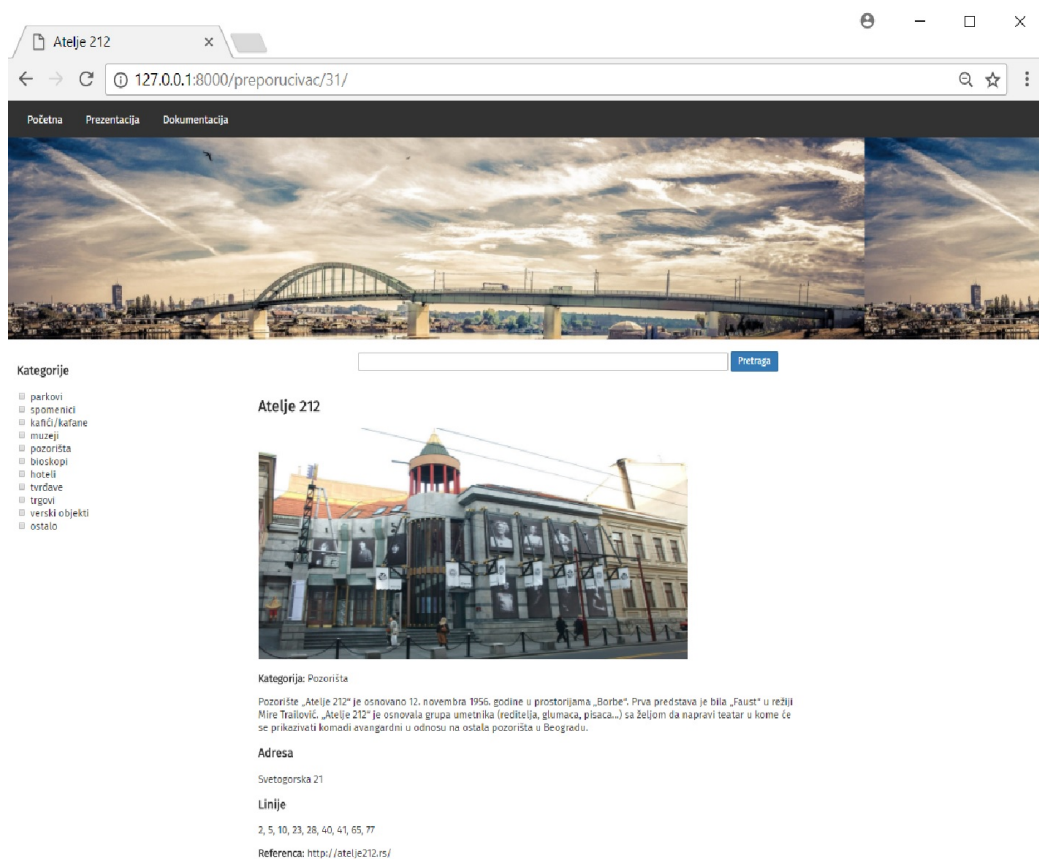 Atelje 212
127.0.0.1:8000/preporucivac/31/
Početna Prezentacija Dokumentacija
Pretraga
Kategorije
parkovi
spomenici
kafići/kafane
muzeji
pozorišta
bioskopi
hoteli
tvrđave
trgovi
verski objekti
ostalo
Atelje 212
Kategorija: Pozorišta
Pozorište „Atelje 212“ je osnovano 12. novembra 1956. godine u prostorijama „Borbe“. Prva predstava je bila „Faust“ u režiji
Mire Trailović. „Atelje 212“ je osnovala grupa umetnika (reditelja, glumaca, pisaca...) sa željom da napravi teatar u kome će
se prikazivati komadi avangardni u odnosu na ostala pozorišta u Beogradu.
Adresa
Svetogorska 21
Linije
2, 5, 10, 23, 28, 40, 41, 65, 77
Referenca: http://atelje212.rs/